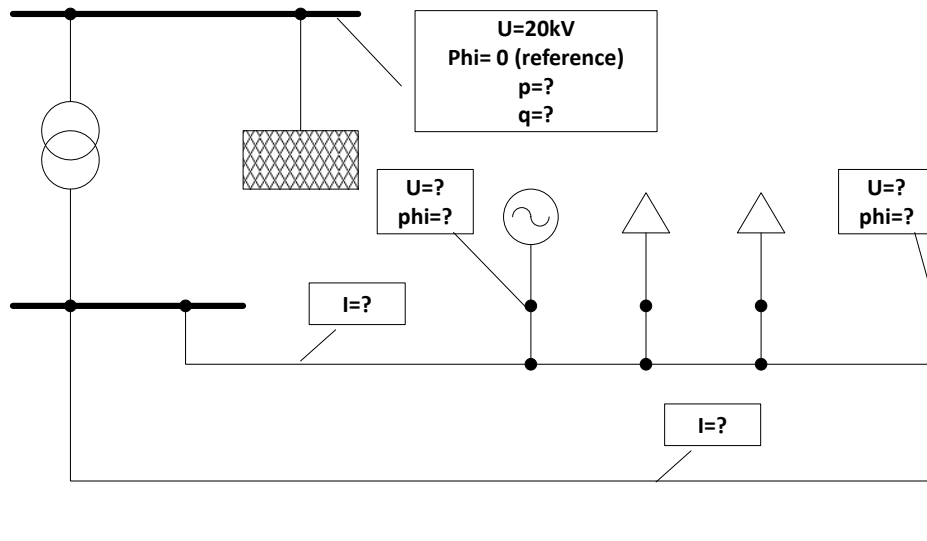 U=20kV
Phi= 0 (reference)
p=?
q=?
U=?
phi=?
U=?
phi=?
I=?
I=?